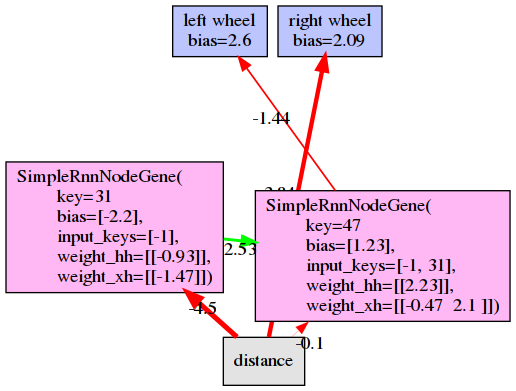 left wheel
bias=2.6
right wheel
bias=2.09
-1.44
SimpleRnnNodeGene(
key=31
bias=[-2.2],
input_keys=[-1],
weight_hh=[[-0.93]],
weight_xh=[[-1.47]])
2.53
SimpleRnnNodeGene(
key=47
bias=[1.23],
input_keys=[-1, 31],
weight_hh=[[2.23]],
weight_xh=[[-0.47 2.1 ]])
-4.5
-0.1
distance